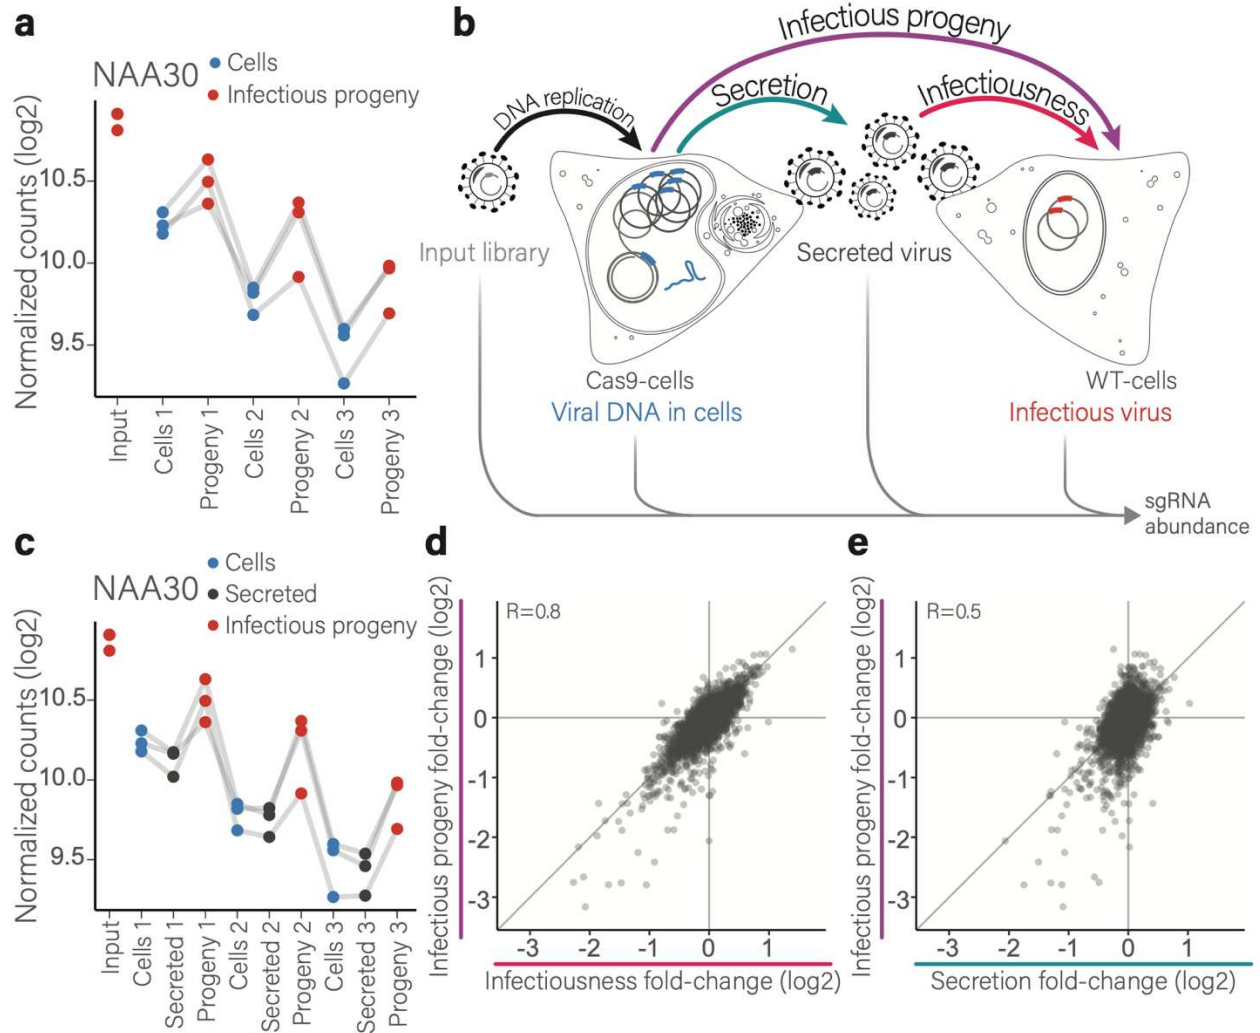 a
NAA30
Cells
Infectious progeny
Normalized counts (log2)
10.5
10.0
9.5
Input
Cells 1
Progeny 1
Cells 2
Progeny 2
Cells 3
Progeny 3
b
Infectious progeny
DNA replication
Secretion
Infectiousness
Input library
Secreted virus
Cas9-cells
Viral DNA in cells
WT-cells
Infectious virus
sgRNA
abundance
c
NAA30
Cells
Secreted
Infectious progeny
Normalized counts (log2)
10.5
10.0
9.5
Input
Cells 1
Secreted 1
Progeny 1
Cells 2
Secreted 2
Progeny 2
Cells 3
Secreted 3
Progeny 3
d
Infectious progeny fold-change (log2)
R=0.8
1
0
-1
-2
-3
-3 -2 -1 0 1
Infectiousness fold-change (log2)
e
Infectious progeny fold-change (log2)
R=0.5
1
0
-1
-2
-3
-3 -2 -1 0 1
Secretion fold-change (log2)